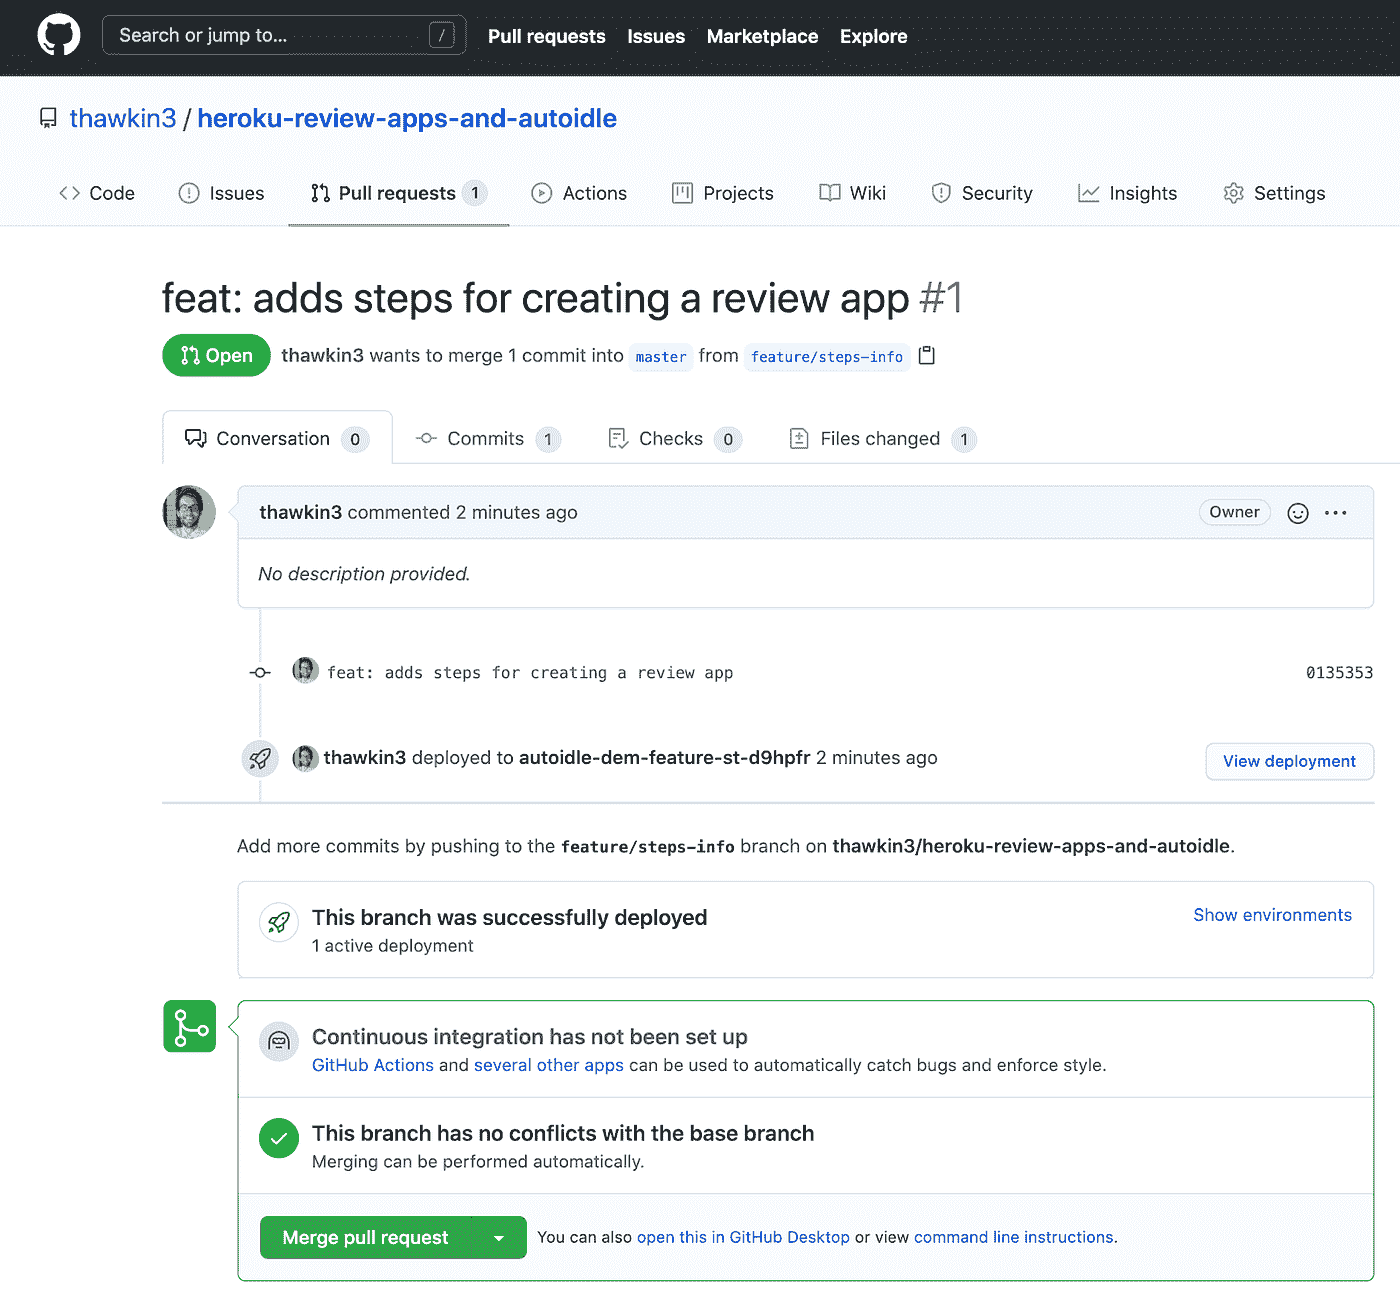 Search or jump to... / Pull requests Issues Marketplace Explore
thawkin3 / heroku-review-apps-and-autoidle
Code Issues Pull requests 1 Actions Projects Wiki Security Insights Settings
feat: adds steps for creating a review app #1
Open thawkin3 wants to merge 1 commit into master from feature/steps-info
Conversation 0 Commits 1 Checks 0 Files changed 1
thawkin3 commented 2 minutes ago Owner
No description provided.
feat: adds steps for creating a review app 0135353
thawkin3 deployed to autoidle-dem-feature-st-d9hpfr 2 minutes ago View deployment
Add more commits by pushing to the feature/steps-info branch on thawkin3/heroku-review-apps-and-autoidle.
This branch was successfully deployed Show environments
1 active deployment
Continuous integration has not been set up
GitHub Actions and several other apps can be used to automatically catch bugs and enforce style.
This branch has no conflicts with the base branch
Merging can be performed automatically.
Merge pull request You can also open this in GitHub Desktop or view command line instructions.